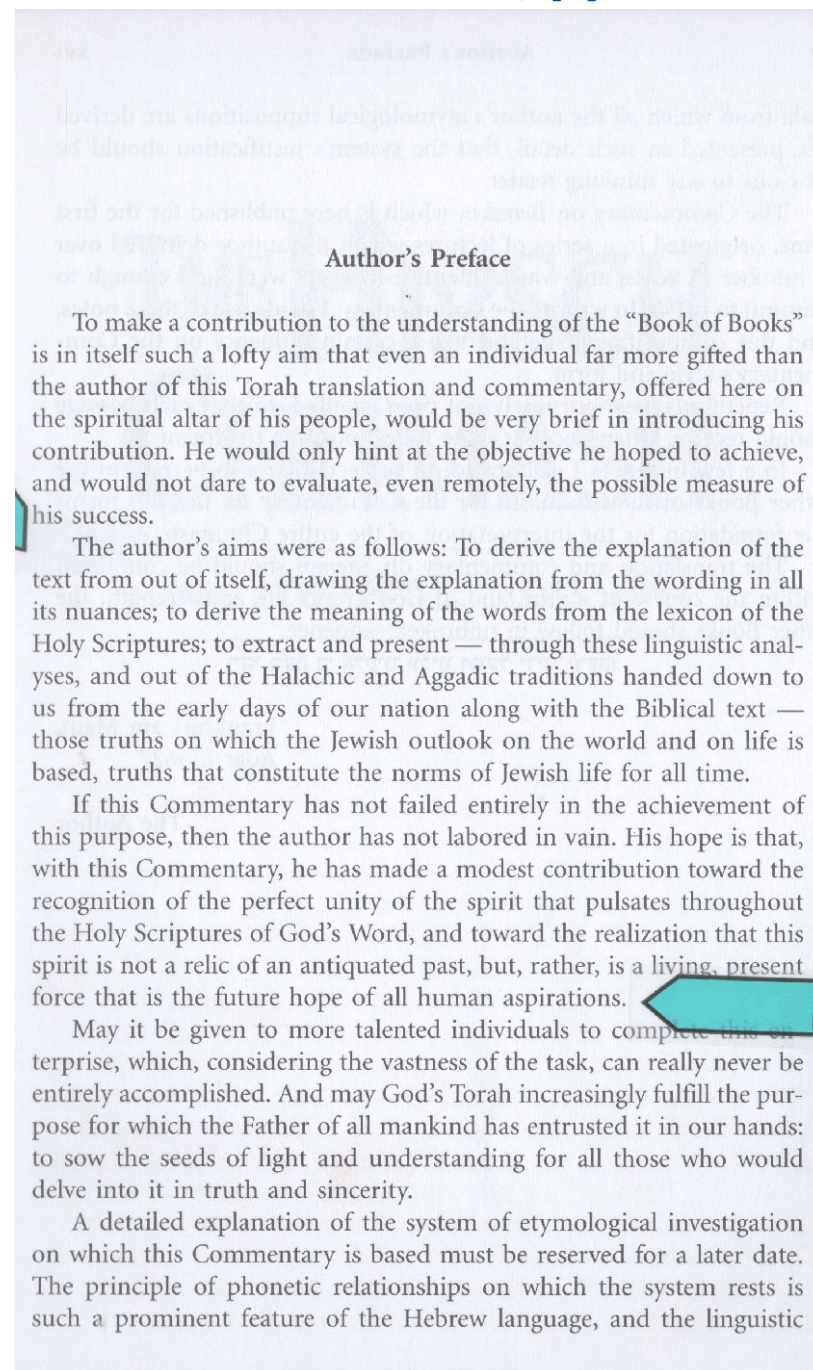 Author's Preface
To make a contribution to the understanding of the “Book of Books”
is in itself such a lofty aim that even an individual far more gifted than
the author of this Torah translation and commentary, offered here on
the spiritual altar of his people, would be very brief in introducing his
contribution. He would only hint at the objective he hoped to achieve,
and would not dare to evaluate, even remotely, the possible measure of
his success.
The author's aims were as follows: To derive the explanation of the
text from out of itself, drawing the explanation from the wording in all
its nuances; to derive the meaning of the words from the lexicon of the
Holy Scriptures; to extract and present — through these linguistic anal-
yses, and out of the Halachic and Aggadic traditions handed down to
us from the early days of our nation along with the Biblical text —
those truths on which the Jewish outlook on the world and on life is
based, truths that constitute the norms of Jewish life for all time.
If this Commentary has not failed entirely in the achievement of
this purpose, then the author has not labored in vain. His hope is that,
with this Commentary, he has made a modest contribution toward the
recognition of the perfect unity of the spirit that pulsates throughout
the Holy Scriptures of God's Word, and toward the realization that this
spirit is not a relic of an antiquated past, but, rather, is a living, present
force that is the future hope of all human aspirations.
May it be given to more talented individuals to complete this en-
terprise, which, considering the vastness of the task, can really never be
entirely accomplished. And may God's Torah increasingly fulfill the pur-
pose for which the Father of all mankind has entrusted it in our hands:
to sow the seeds of light and understanding for all those who would
delve into it in truth and sincerity.
A detailed explanation of the system of etymological investigation
on which this Commentary is based must be reserved for a later date.
The principle of phonetic relationships on which the system rests is
such a prominent feature of the Hebrew language, and the linguistic